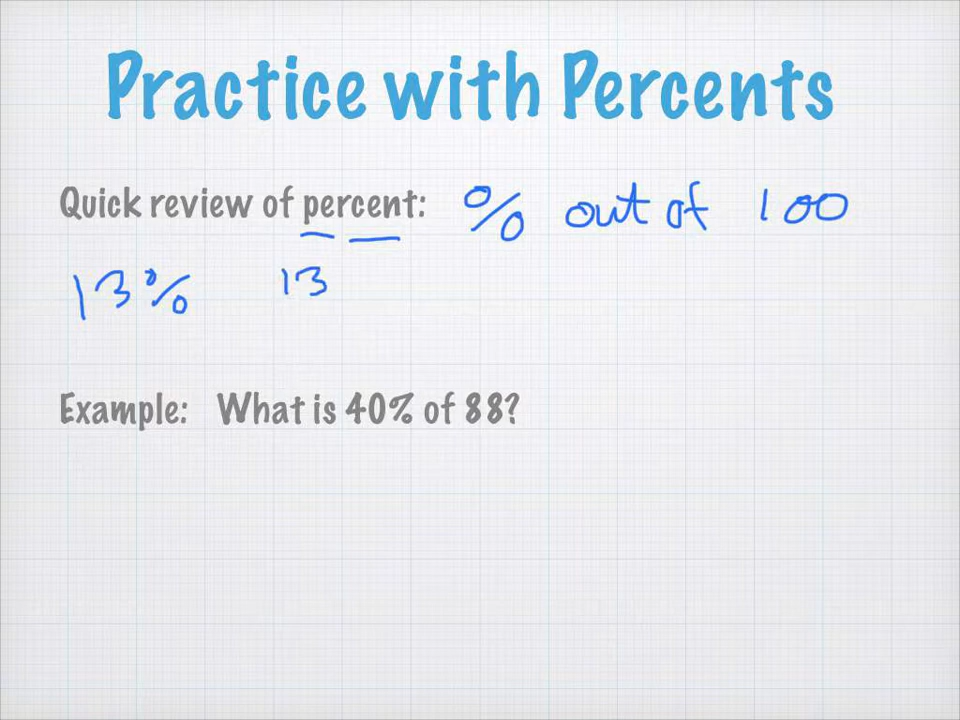 Practice with Percents
Quick review of percent: % out of 100
13% 13
Example: What is 40% of 88?